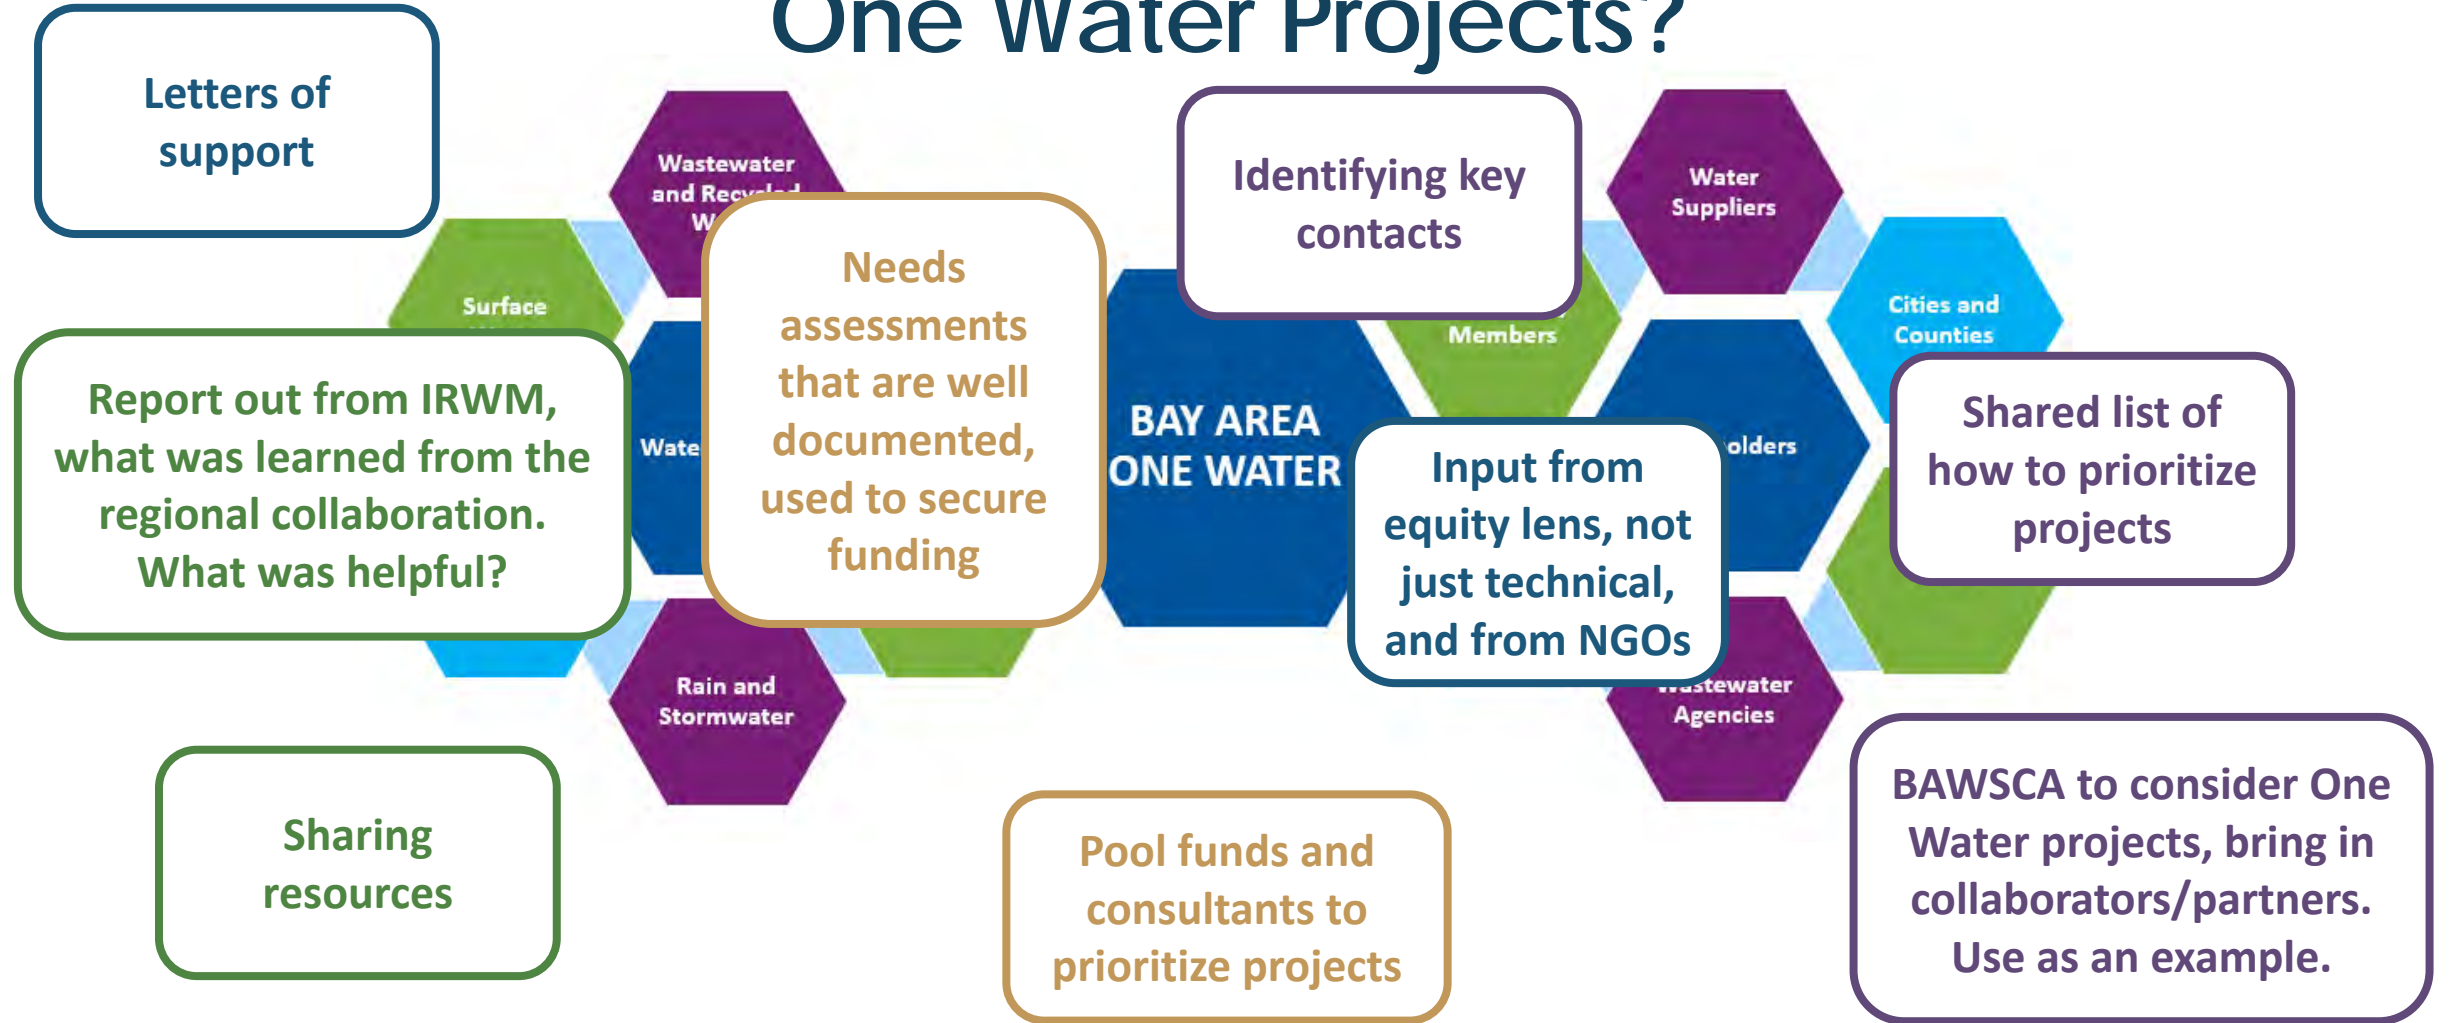 One Water Projects?
Letters of
support
Wastewater
and Recycled
Identifying key
contacts
Water
Suppliers
Surface
Needs
assessments
that are well
documented,
used to secure
funding
Members
Cities and
Counties
Report out from IRWM,
what was learned from the
regional collaboration.
What was helpful?
BAY AREA
ONE WATER
Input from
equity lens, not
just technical,
and from NGOs
Shared list of
how to prioritize
projects
Rain and
Stormwater
Wastewater
Agencies
Sharing
resources
Pool funds and
consultants to
prioritize projects
BAWSCA to consider One
Water projects, bring in
collaborators/partners.
Use as an example.